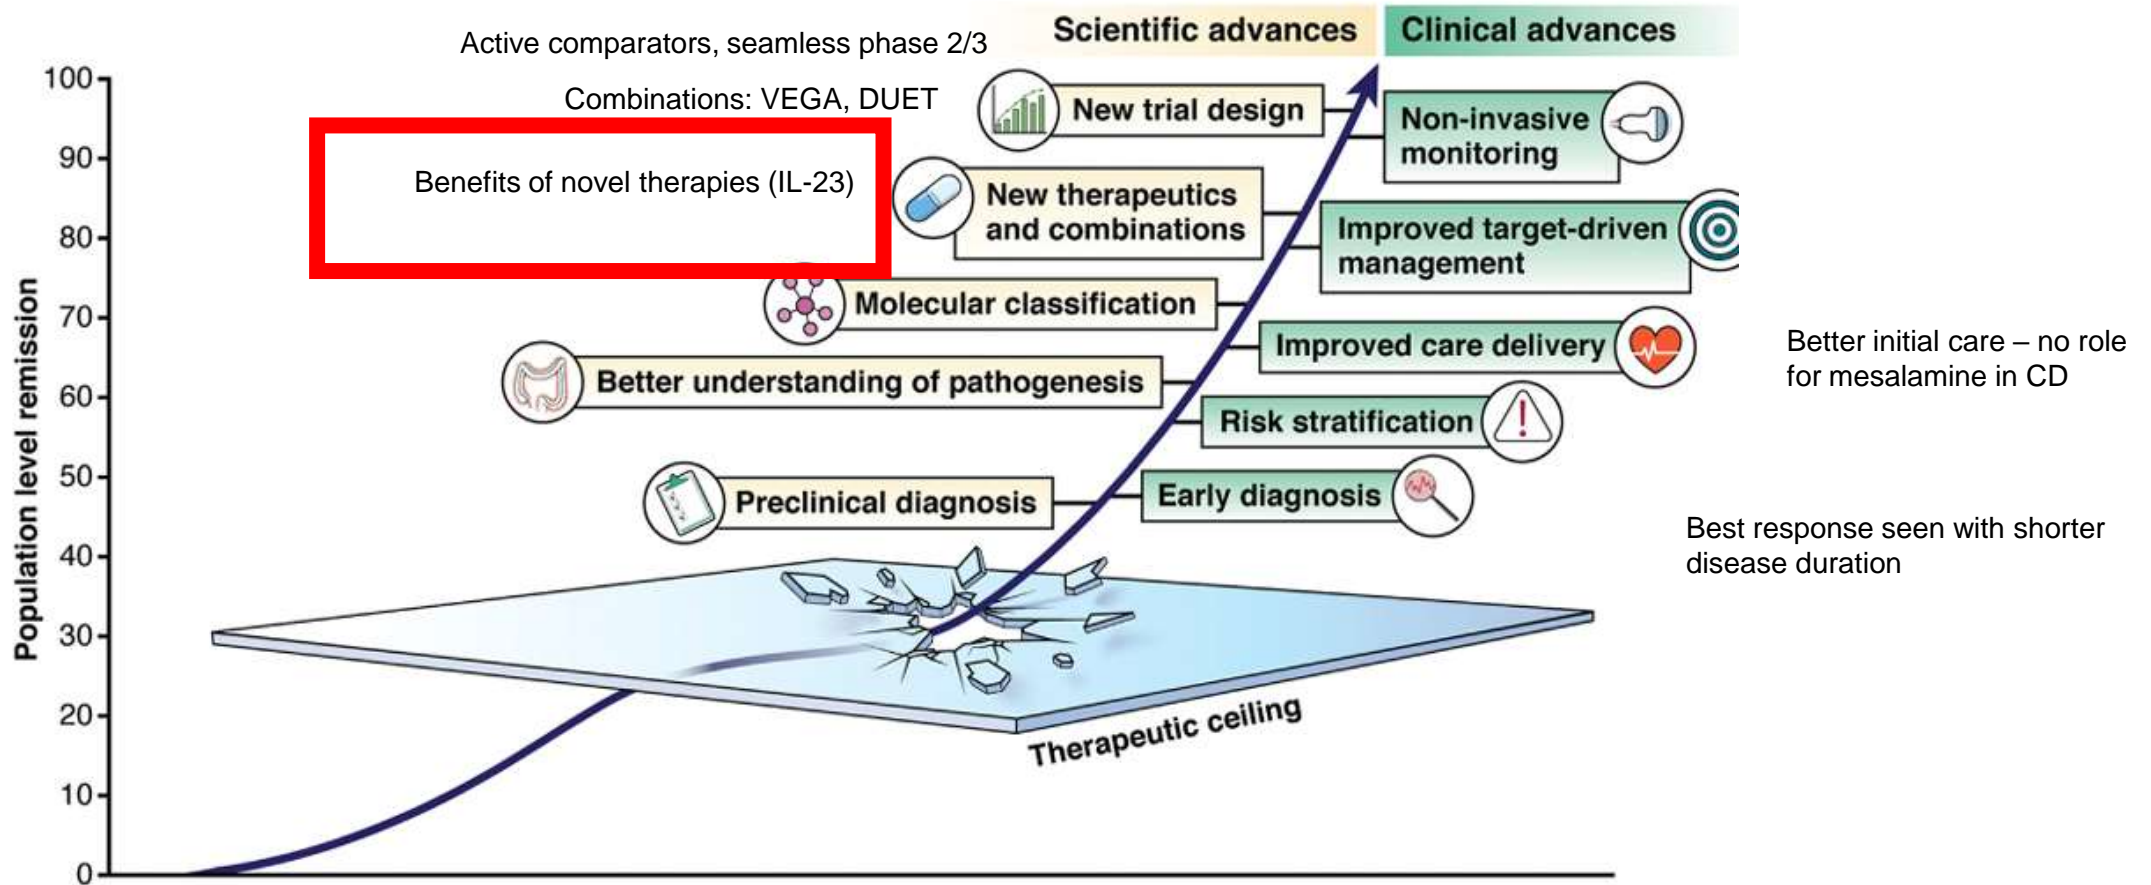 Active comparators, seamless phase 2/3
Scientific advances
Clinical advances
Combinations: VEGA, DUET
Benefits of novel therapies (IL-23)
New trial design
Non-invasive
monitoring
New therapeutics
and combinations
Improved target-driven
management
Molecular classification
Improved care delivery
Better initial care – no role
for mesalamine in CD
Better understanding of pathogenesis
Risk stratification
Preclinical diagnosis
Early diagnosis
Best response seen with shorter
disease duration
Therapeutic ceiling
Population level remission
100
90
80
70
60
50
40
30
20
10
0